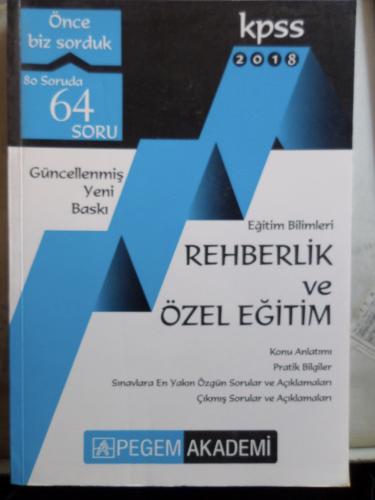 Önce
biz sorduk
80 Soruda
64
SORU
kpss
2018
Güncellenmiş
Yeni
Baskı
Eğitim Bilimleri
REHBERLİK
ve
ÖZEL EĞİTİM
Konu Anlatımı
Pratik Bilgiler
Sınavlara En Yakın Özgün Sorular ve Açıklamaları
Çıkmış Sorular ve Açıklamaları
PEGEM AKADEMİ